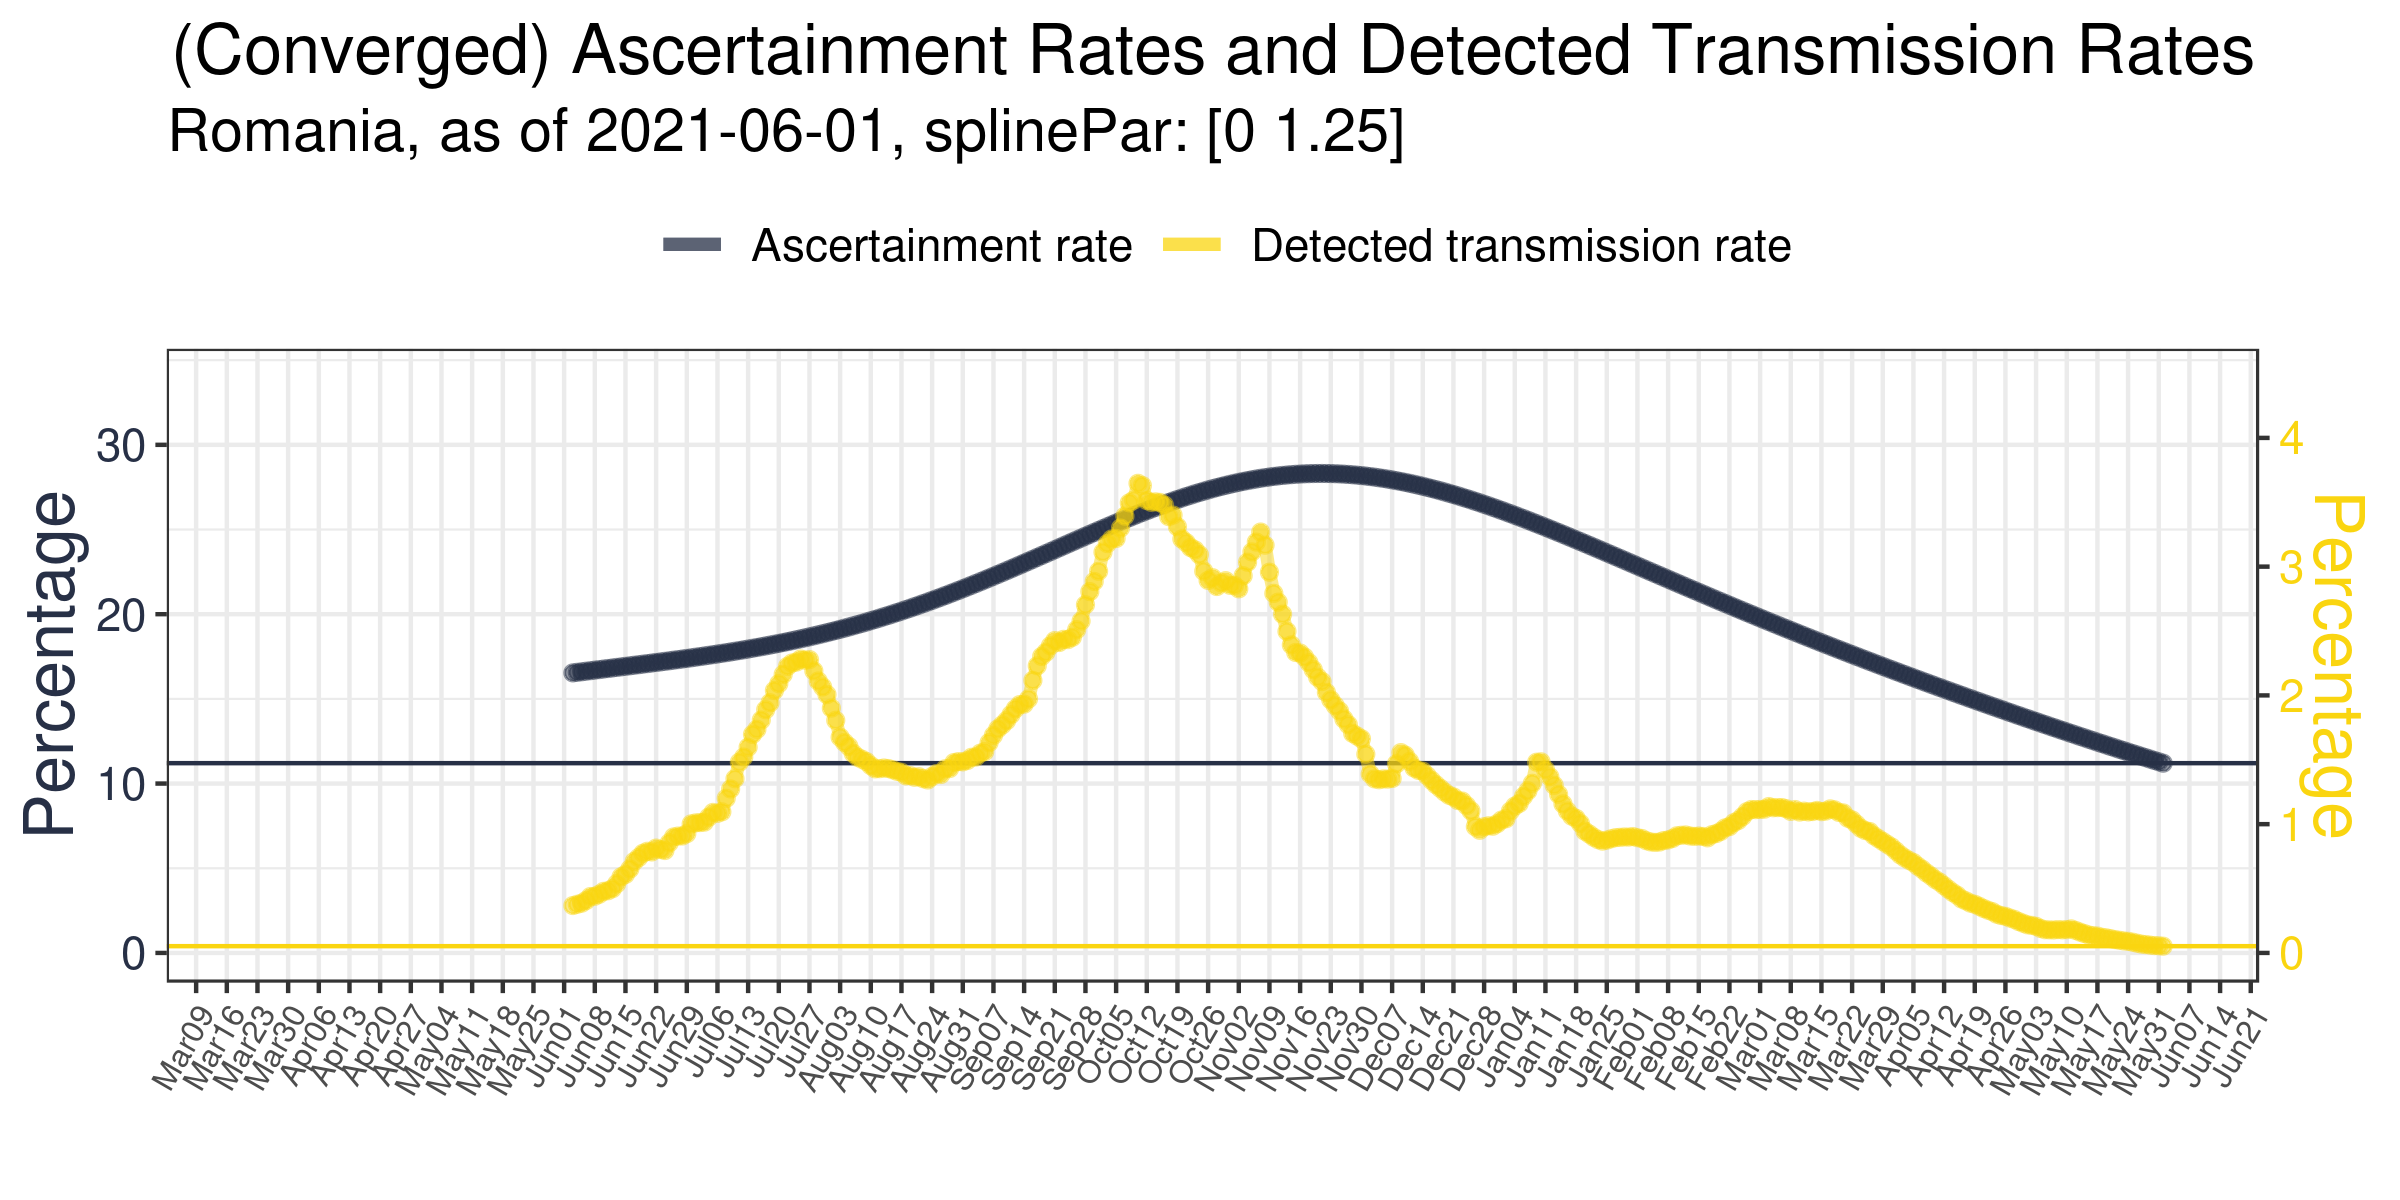 (Converged) Ascertainment Rates and Detected Transmission Rates
Romania, as of 2021-06-01, splinePar: [0 1.25]
Ascertainment rate Detected transmission rate
Percentage
30
20
10
0
4
3
2
1
0
Percentage
Mar09 Mar16 Mar23 Mar30 Apr06 Apr13 Apr20 Apr27 May04 May11 May18 May25 Jun01 Jun08 Jun15 Jun22 Jun29 Jul06 Jul13 Jul20 Jul27 Aug03 Aug10 Aug17 Aug24 Aug31 Sep07 Sep14 Sep21 Sep28 Oct05 Oct12 Oct19 Oct26 Nov02 Nov09 Nov16 Nov23 Nov30 Dec07 Dec14 Dec21 Dec28 Jan04 Jan11 Jan18 Jan25 Feb01 Feb08 Feb15 Feb22 Mar01 Mar08 Mar15 Mar22 Mar29 Apr05 Apr12 Apr19 Apr26 May03 May10 May17 May24 May31 Jun07 Jun14 Jun21